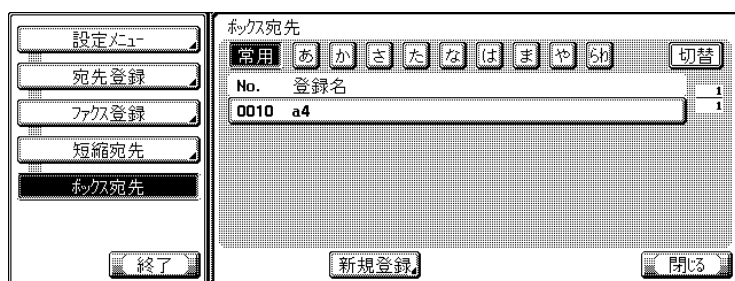 設定メニュー
宛先登録
ファクス登録
短縮宛先
ボックス宛先
終了
ボックス宛先
常用 あ か さ た な は ま や らわ 切替
No. 登録名
0010 a4
1
1
新規登録
閉じる